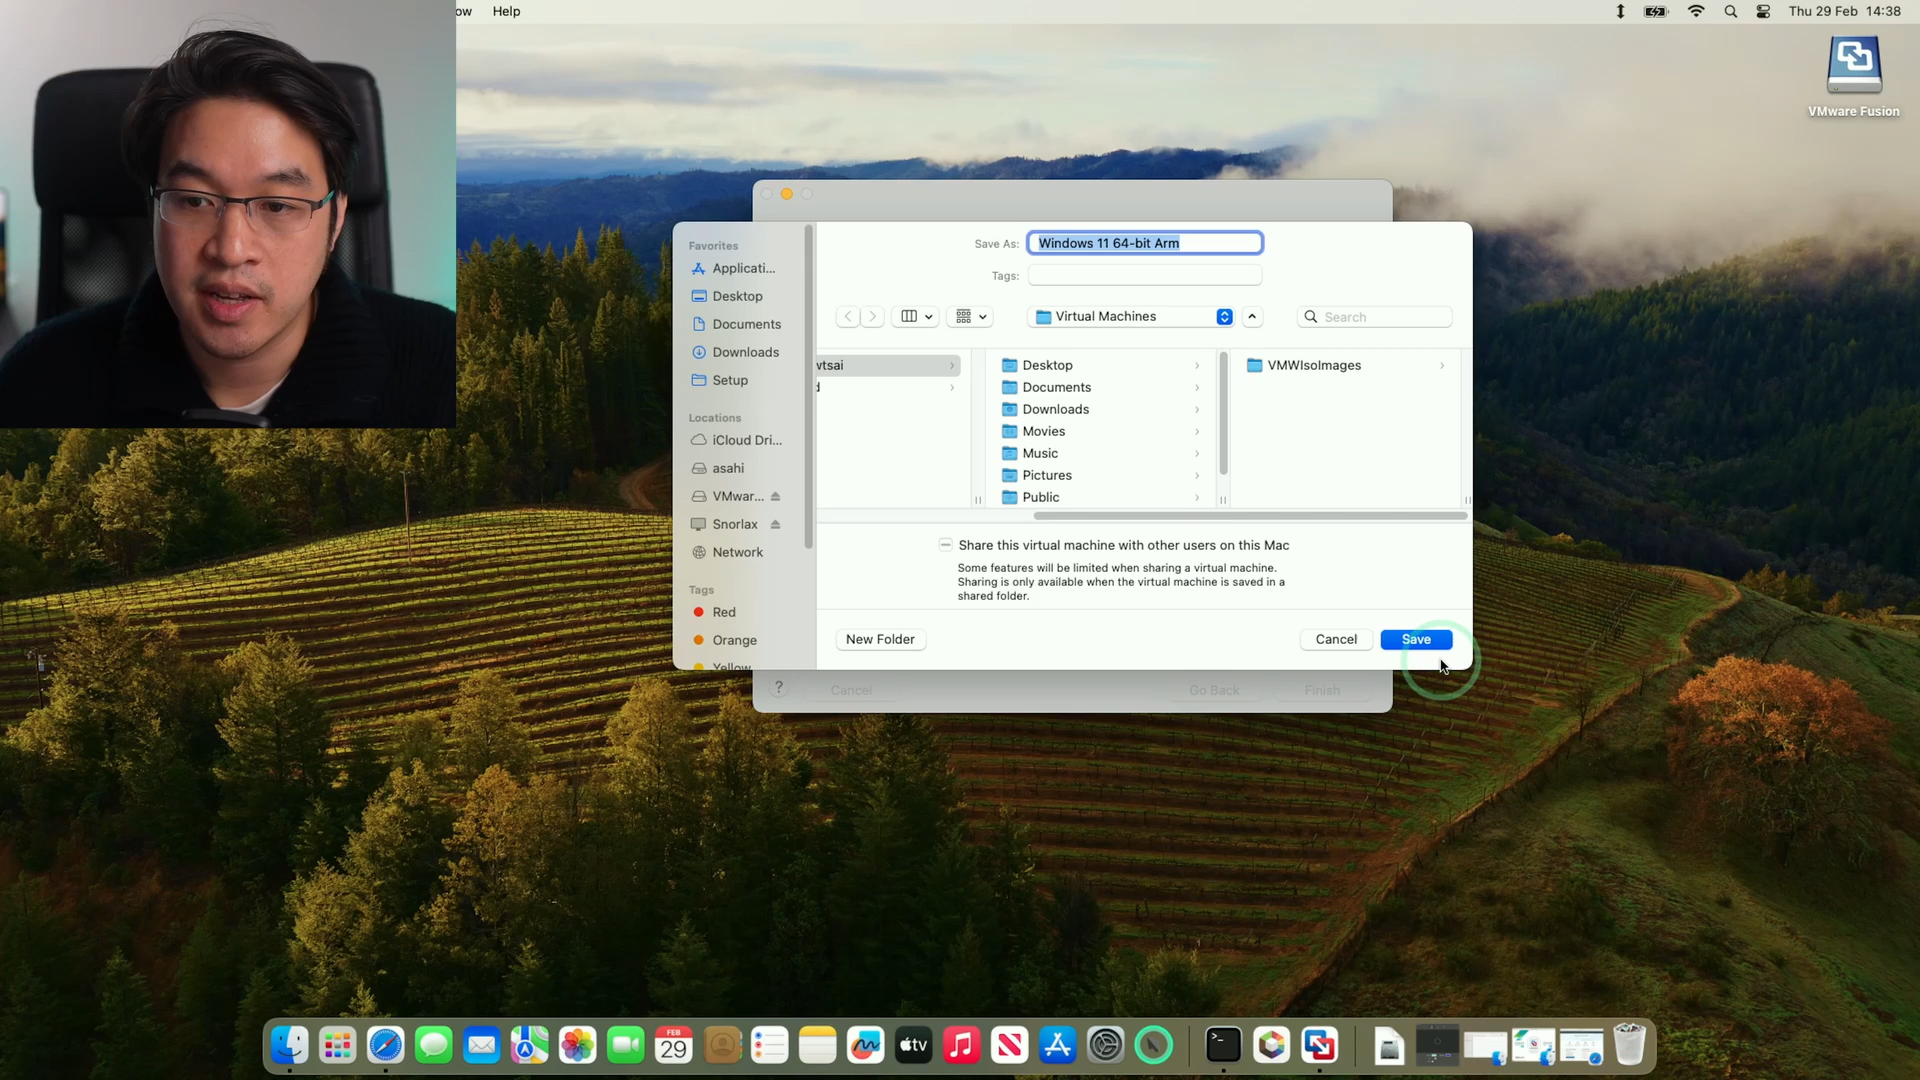 ow Help
Thu 29 Feb 14:38
VMware Fusion
Favorites
Applicati...
Desktop
Documents
Downloads
Setup
Locations
iCloud Dri...
asahi
VMwar...
Snorlax
Network
Tags
Red
Orange
Yellow
Save As: Windows 11 64-bit Arm
Tags:
Virtual Machines
Search
wtsai
d
Desktop
Documents
Downloads
Movies
Music
Pictures
Public
VMWIsoImages
Share this virtual machine with other users on this Mac
Some features will be limited when sharing a virtual machine.
Sharing is only available when the virtual machine is saved in a
shared folder.
New Folder
Cancel
Save
?
Cancel
Go Back
Finish
FEB
29
tv